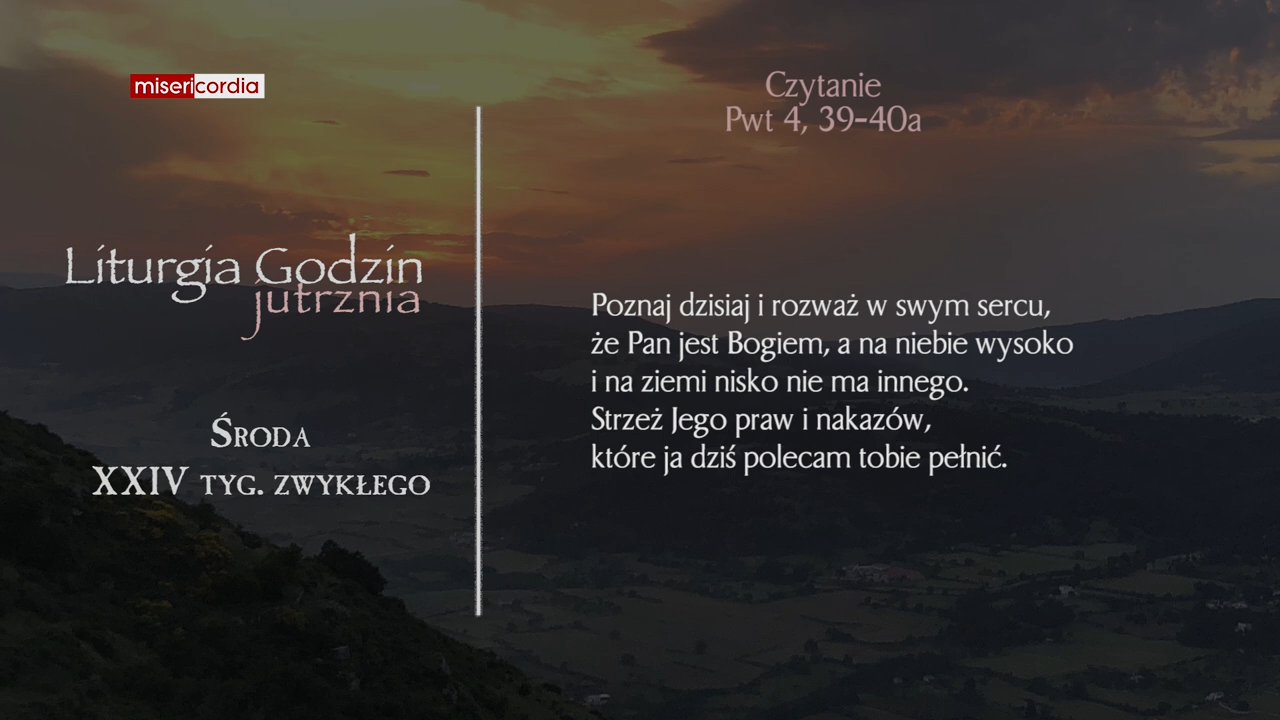 misericordia
Liturgia Godzin
jutrznia
Środa
XXIV tyg. zwykłego
Czytanie
Pwt 4, 39-40a
Poznaj dzisiaj i rozważ w swym sercu,
że Pan jest Bogiem, a na niebie wysoko
i na ziemi nisko nie ma innego.
Strzeż Jego praw i nakazów,
które ja dziś polecam tobie pełnić.